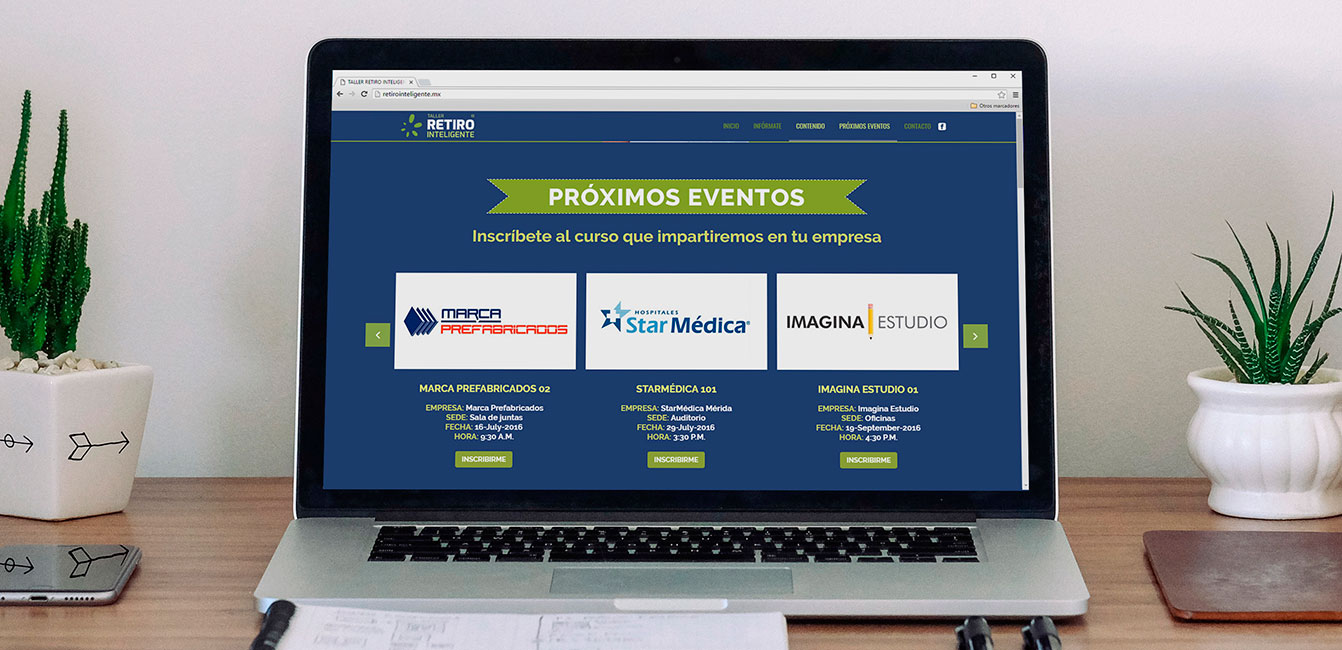 TALLER RETIRO INTELIGE
retirointeligente.mx
Otros marcadores
TALLER
RETIRO
INTELIGENTE
INICIO INFÓRMATE CONTENIDO PRÓXIMOS EVENTOS CONTACTO f
PRÓXIMOS EVENTOS
Inscríbete al curso que impartiremos en tu empresa
MARCA
PREFABRICADOS
HOSPITALES
Star Médica®
IMAGINA ESTUDIO
MARCA PREFABRICADOS 02
EMPRESA: Marca Prefabricados
SEDE: Sala de juntas
FECHA: 16-July-2016
HORA: 9:30 A.M.
INSCRIBIRME
STARMÉDICA 101
EMPRESA: StarMédica Mérida
SEDE: Auditorio
FECHA: 29-July-2016
HORA: 3:30 P.M.
INSCRIBIRME
IMAGINA ESTUDIO 01
EMPRESA: Imagina Estudio
SEDE: Oficinas
FECHA: 19-September-2016
HORA: 4:30 P.M.
INSCRIBIRME